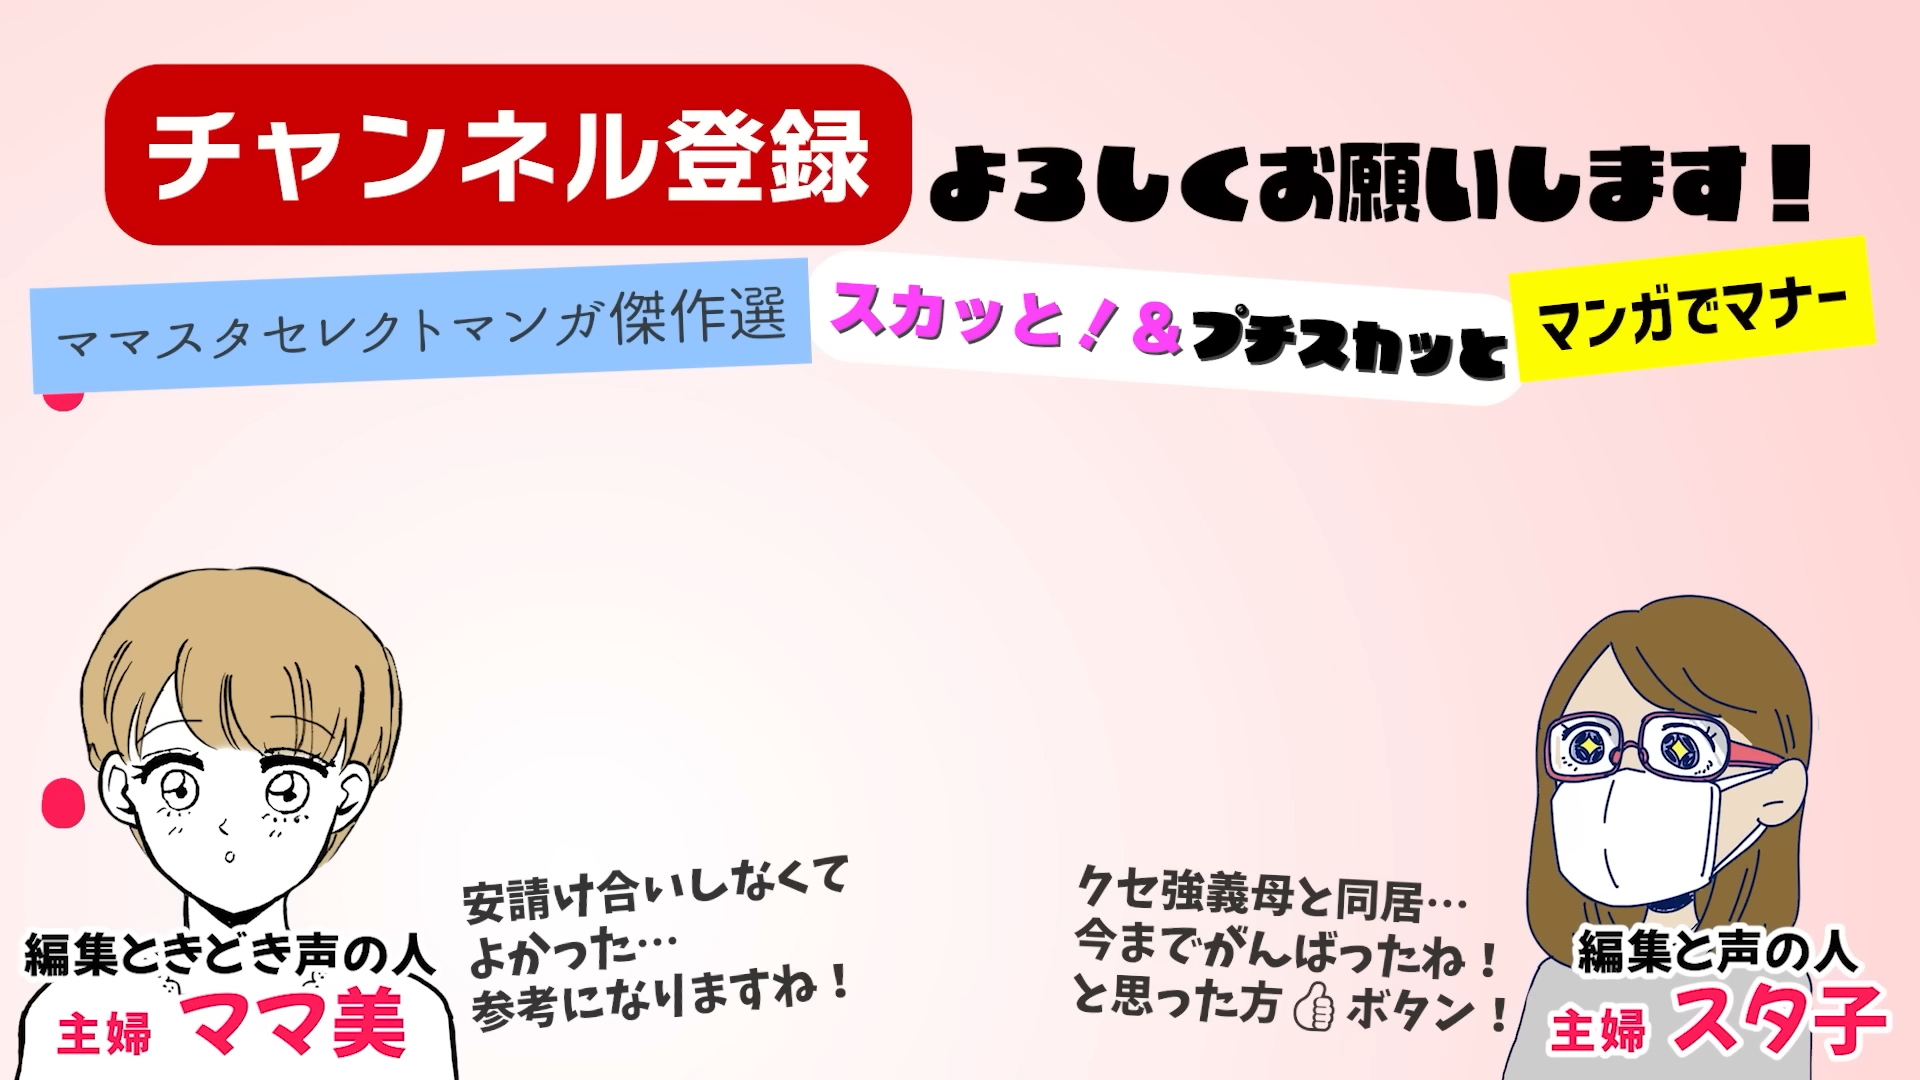 チャンネル登録 よろしくお願いします！
ママスタセレクトマンガ傑作選 スカッと！&プチスカッと マンガでマナー
安請け合いしなくて
よかった…
参考になりますね！
クセ強義母と同居…
今までがんばったね！
と思った方👍ボタン！
編集ときどき声の人
主婦 ママ美
編集と声の人
主婦 スタ子